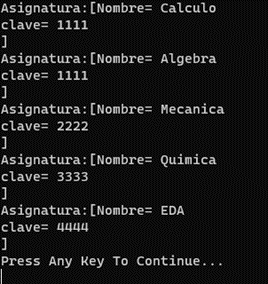 Asignatura:[Nombre= Calculo
clave= 1111
]
Asignatura:[Nombre= Algebra
clave= 1111
]
Asignatura:[Nombre= Mecanica
clave= 2222
]
Asignatura:[Nombre= Quimica
clave= 3333
]
Asignatura:[Nombre= EDA
clave= 4444
]
Press Any Key To Continue...